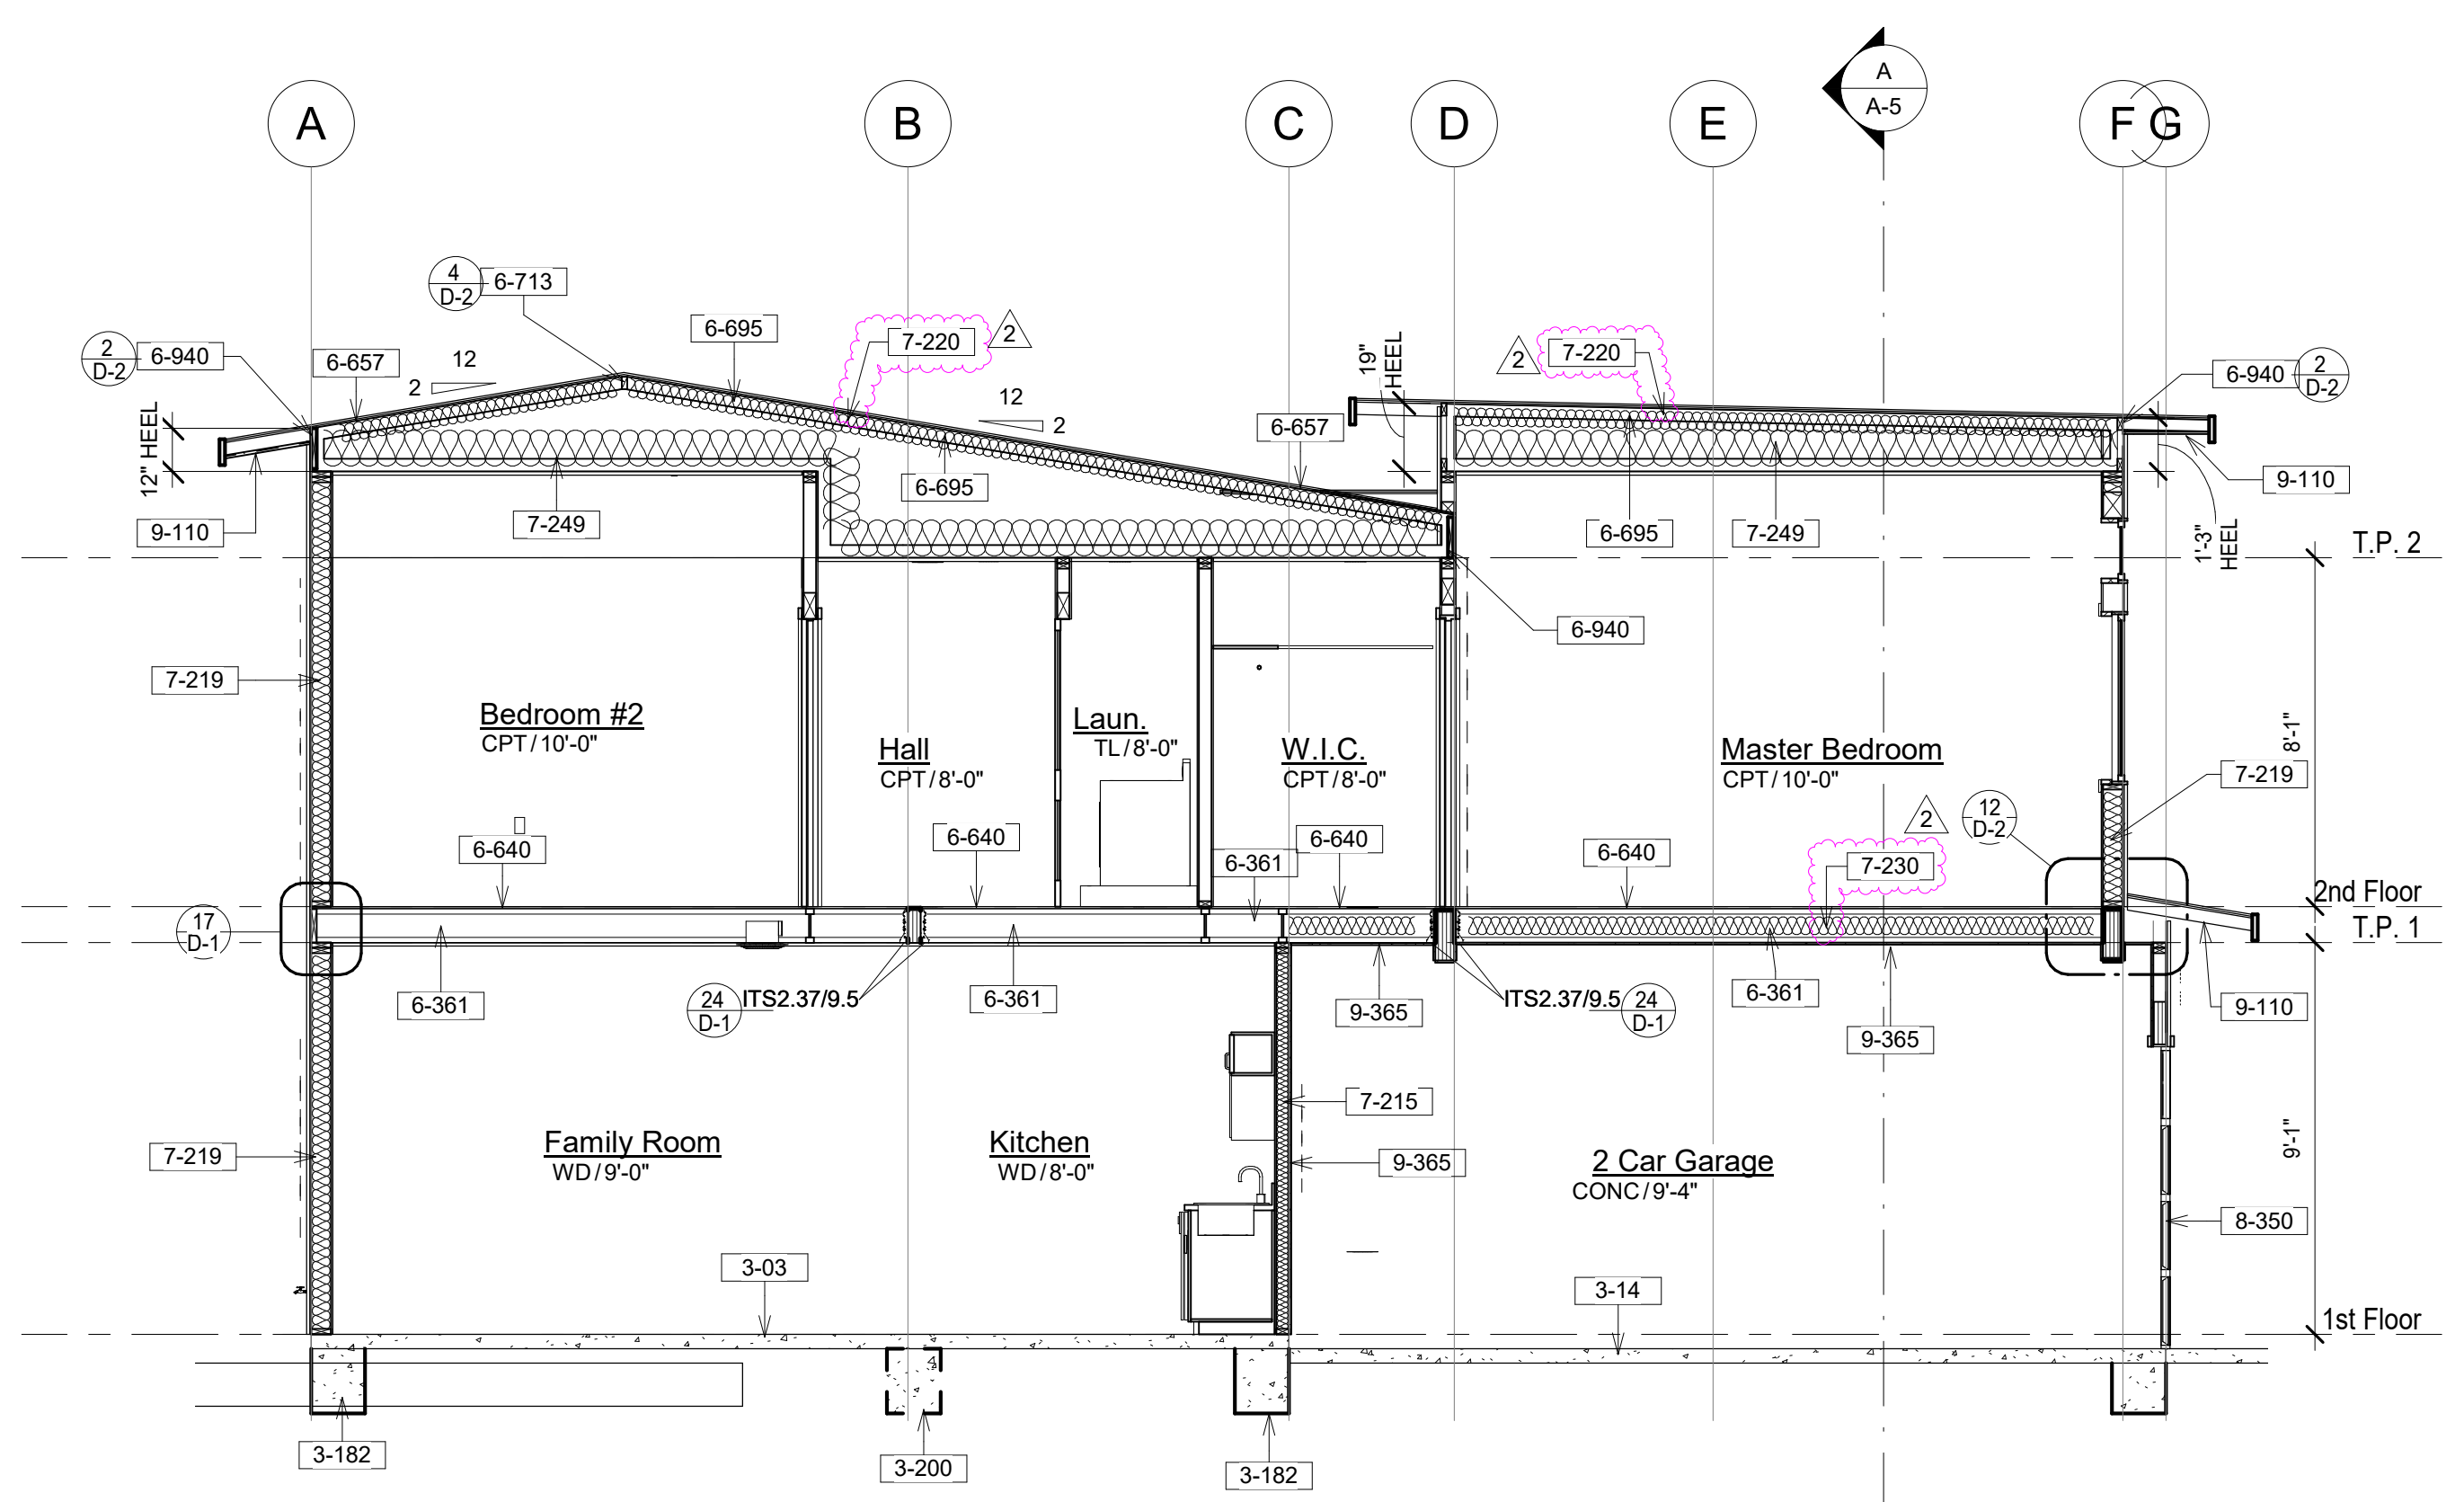 A
B
C
D
E
A
A-5
F
G
4
D-2
6-713
2
D-2
6-940
6-657
12
2
6-695
7-220
2
12
2
6-695
6-657
19"
HEEL
2
7-220
6-940
2
D-2
12" HEEL
9-110
7-249
6-695
7-249
9-110
1'-3"
HEEL
T.P. 2
6-940
7-219
Bedroom #2
CPT/10'-0"
Hall
CPT/8'-0"
Laun.
TL/8'-0"
W.I.C.
CPT/8'-0"
Master Bedroom
CPT/10'-0"
8'-1"
7-219
6-640
6-640
6-361
6-640
6-640
7-230
2
12
D-2
2nd Floor
T.P. 1
17
D-1
6-361
24
D-1
ITS2.37/9.5
6-361
9-365
ITS2.37/9.5
24
D-1
6-361
9-365
9-110
7-215
7-219
Family Room
WD/9'-0"
Kitchen
WD/8'-0"
9-365
2 Car Garage
CONC/9'-4"
9'-1"
8-350
3-03
3-14
1st Floor
3-182
3-200
3-182